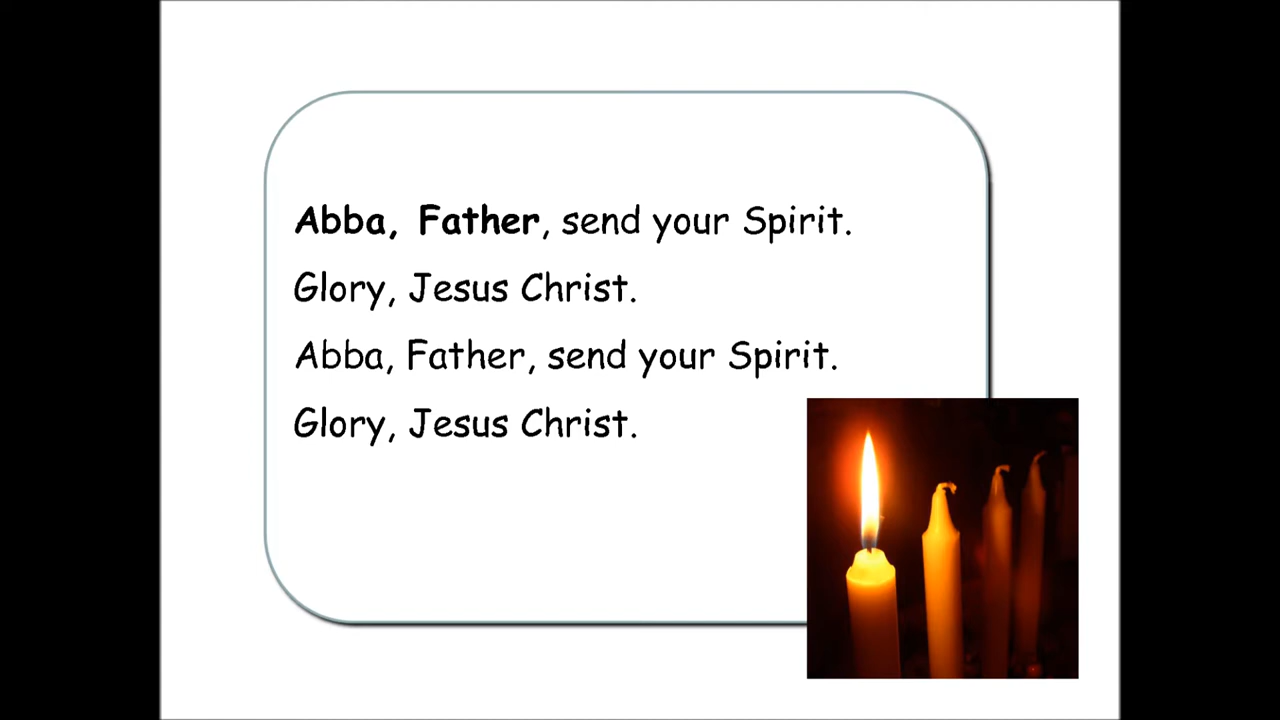 Abba, Father, send your Spirit.
Glory, Jesus Christ.
Abba, Father, send your Spirit.
Glory, Jesus Christ.